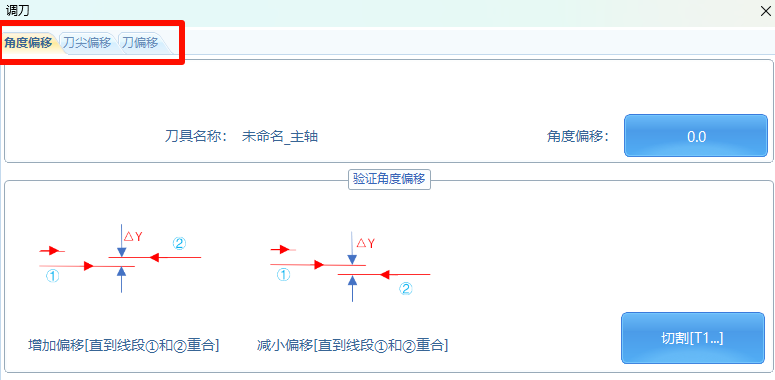 调刀
角度偏移 刀尖偏移 刀偏移
刀具名称: 未命名_主轴 角度偏移: 0.0
验证角度偏移
△Y ② ①
△Y ① ②
增加偏移[直到线段①和②重合] 减小偏移[直到线段①和②重合]
切割[T1...]